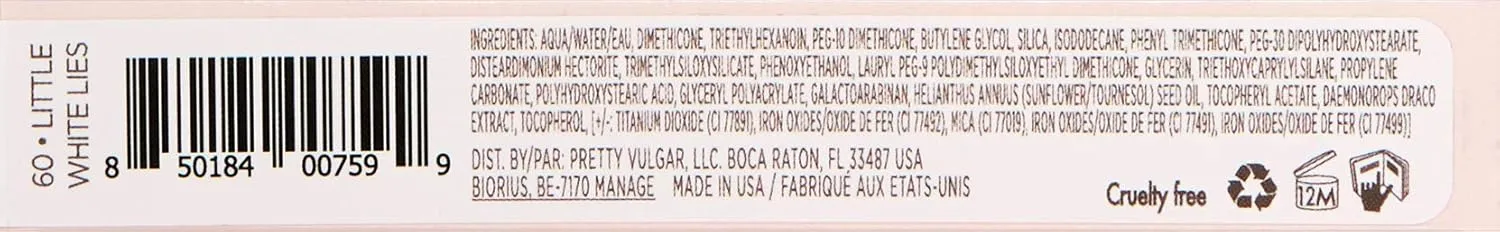 60 • LITTLE
WHITE LIES
8 50184 00759 9
INGREDIENTS: AQUA/WATER/EAU, DIMETHICONE, TRIETHYLHEXANOIN, PEG-10 DIMETHICONE, BUTYLENE GLYCOL, SILICA, ISODODECANE, PHENYL TRIMETHICONE, PEG-30 DIPOLYHYDROXYSTEARATE,
DISTEARDIMONIUM HECTORITE, TRIMETHYLSILOXYSILICATE, PHENOXYETHANOL, LAURYL PEG-9 POLYDIMETHYLSILOXYETHYL DIMETHICONE, GLYCERIN, TRIETHOXYCAPRYLYLSILANE, PROPYLENE
CARBONATE, POLYHYDROXYSTEARIC ACID, GLYCERYL POLYACRYLATE, GALACTOARABINAN, HELIANTHUS ANNUUS (SUNFLOWER/TOURNESOL) SEED OIL, TOCOPHERYL ACETATE, DAEMONOROPS DRACO
EXTRACT, TOCOPHEROL, [+/-: TITANIUM DIOXIDE (CI 77891), IRON OXIDES/OXIDE DE FER (CI 77492), MICA (CI 77019), IRON OXIDES/OXIDE DE FER (CI 77491), IRON OXIDES/OXIDE DE FER (CI 77499)]
DIST. BY/PAR: PRETTY VULGAR, LLC. BOCA RATON, FL 33487 USA
BIORIUS, BE-7170 MANAGE MADE IN USA / FABRIQUÉ AUX ETATS-UNIS
Cruelty free
12M